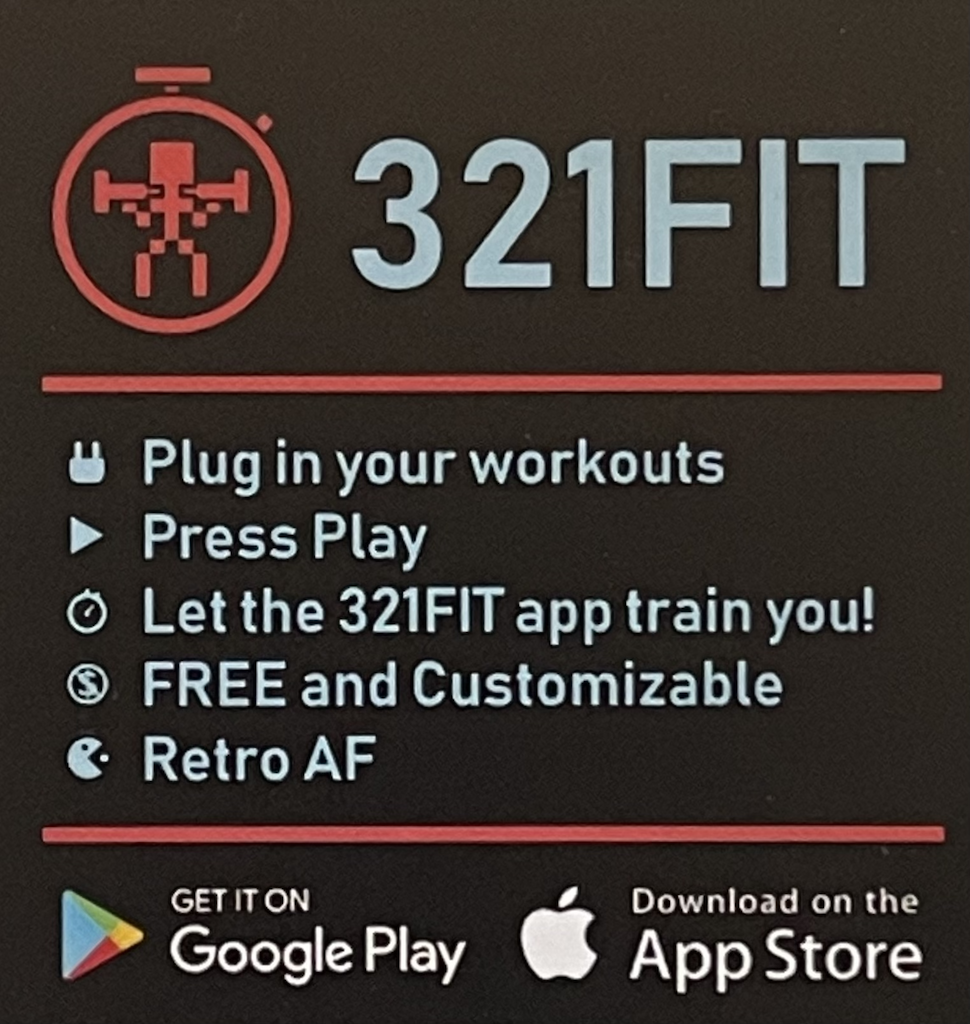 321FIT
Plug in your workouts
Press Play
Let the 321FIT app train you!
FREE and Customizable
Retro AF
GET IT ON
Google Play
Download on the
App Store